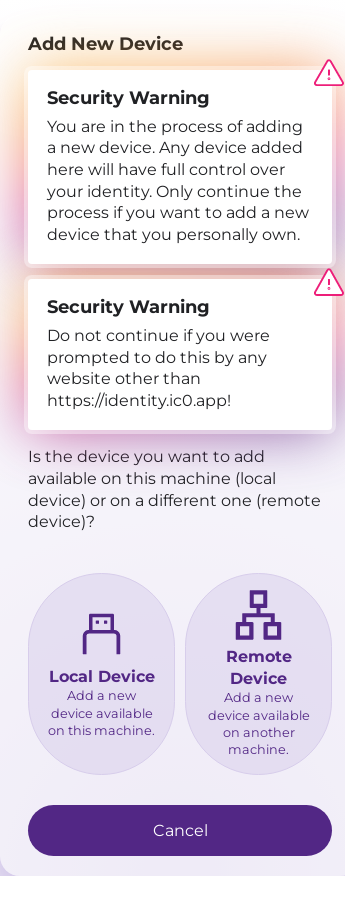 Add New Device
Security Warning
You are in the process of adding
a new device. Any device added
here will have full control over
your identity. Only continue the
process if you want to add a new
device that you personally own.
Security Warning
Do not continue if you were
prompted to do this by any
website other than
https://identity.ic0.app!
Is the device you want to add
available on this machine (local
device) or on a different one (remote
device)?
Local Device
Add a new
device available
on this machine.
Remote
Device
Add a new
device available
on another
machine.
Cancel